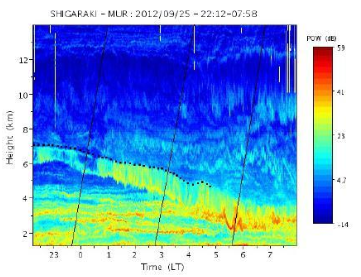 SHIGARAKI - MUR : 2012/09/25 - 22:12-07:58
POW (dB)
59
41
23
4.7
-14
12
10
8
6
4
2
Height (km)
23 0 1 2 3 4 5 6 7
Time (LT)